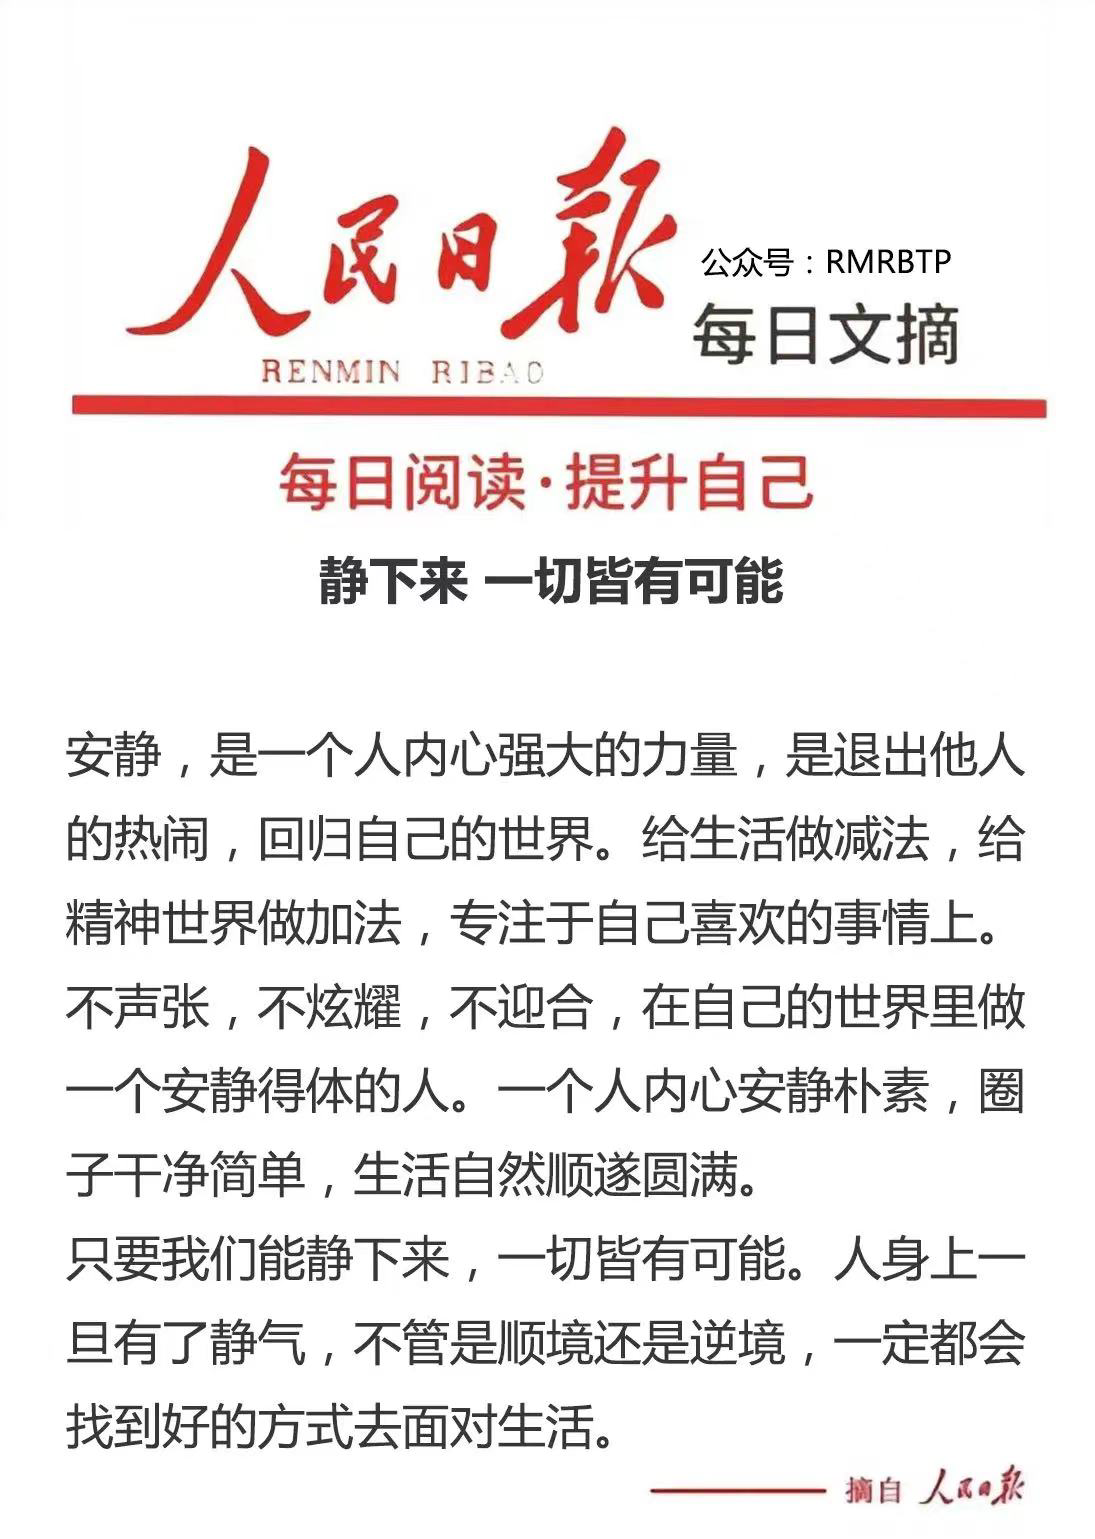 人民日报
公众号：RMRBTP
每日文摘
RENMIN RIBAO
每日阅读·提升自己
静下来 一切皆有可能
安静，是一个人内心强大的力量，是退出他人
的热闹，回归自己的世界。给生活做减法，给
精神世界做加法，专注于自己喜欢的事情上。
不声张，不炫耀，不迎合，在自己的世界里做
一个安静得体的人。一个人内心安静朴素，圈
子干净简单，生活自然顺遂圆满。
只要我们能静下来，一切皆有可能。人身上一
旦有了静气，不管是顺境还是逆境，一定都会
找到好的方式去面对生活。
摘自 人民日报